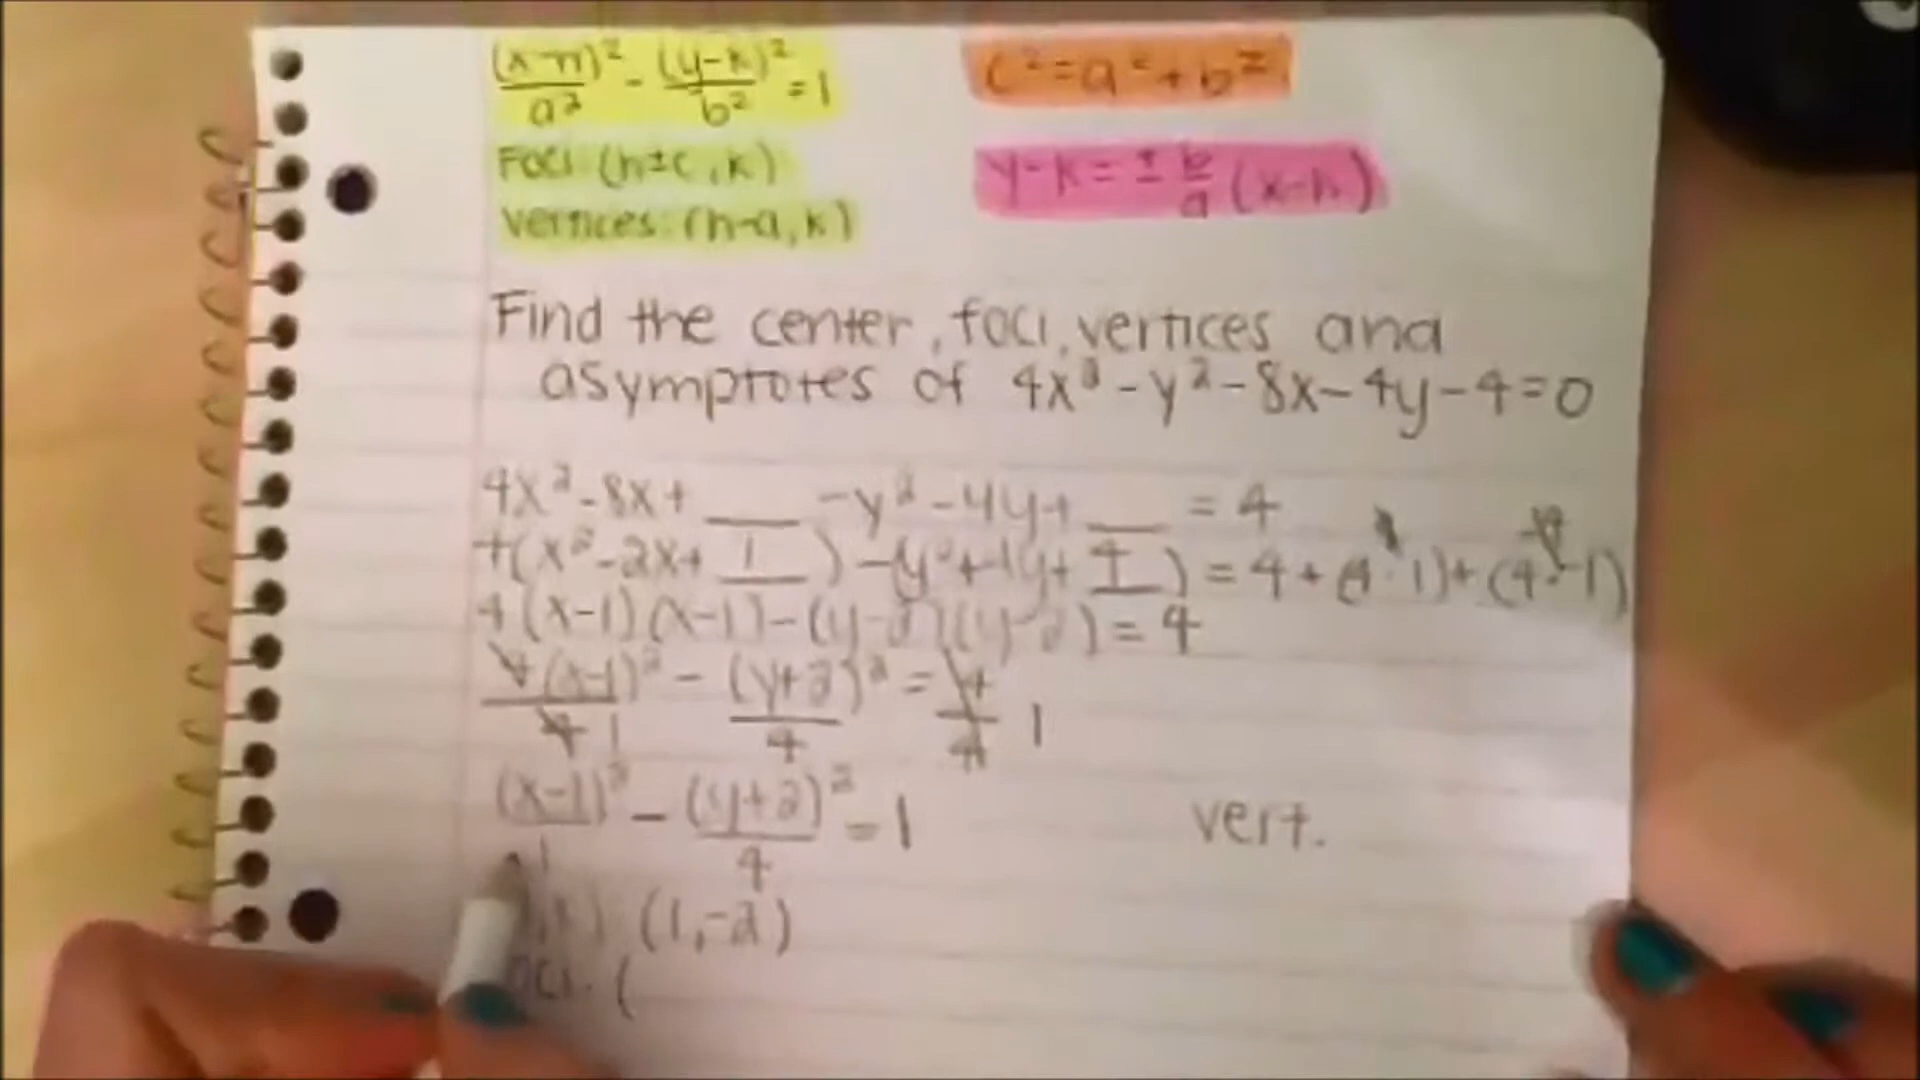 (x-h)²/a² - (y-k)²/b² = 1
c² = a² + b²
Foci: (h±c, k)
y-k = ± b/a (x-h)
vertices: (h-a, k)
Find the center, foci, vertices and
asymptotes of 4x² - y² - 8x - 4y - 4 = 0
4x² - 8x + ___ - y² - 4y + ___ = 4
4(x² - 2x + 1) - (y² + 4y + 4) = 4 + (4·1) + (4·-1)
4(x-1)(x-1) - (y-2)(y-2) = 4
4(x-1)²/4 1 - (y+2)²/4 = 4/4 1
(x-1)²/1 - (y+2)²/4 = 1
vert.
(1, -2)